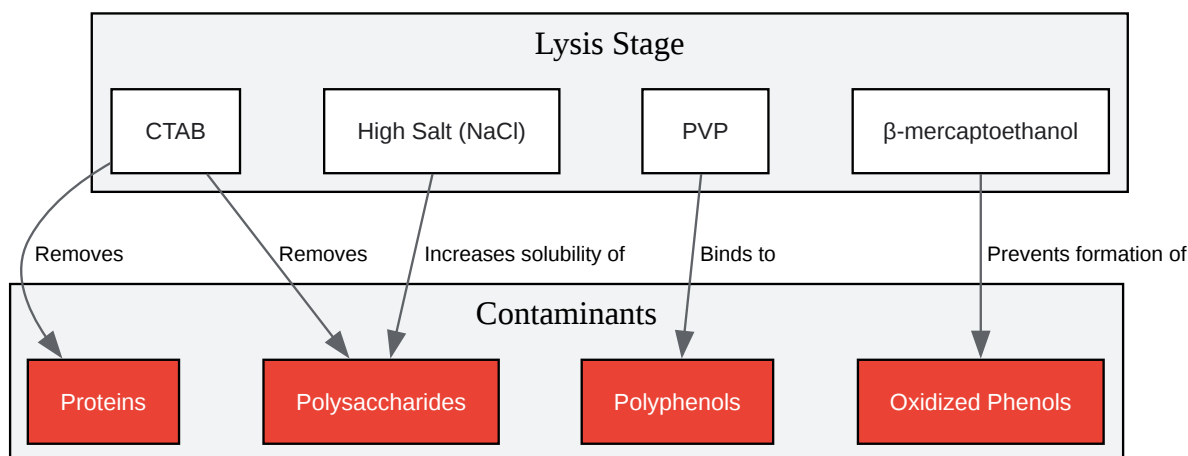 Lysis Stage
CTAB
High Salt (NaCl)
PVP
β-mercaptoethanol
Removes
Removes
Increases solubility of
Binds to
Prevents formation of
Contaminants
Proteins
Polysaccharides
Polyphenols
Oxidized Phenols